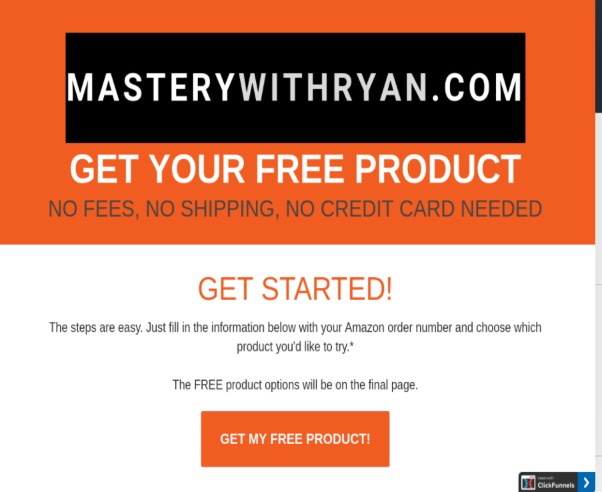 MASTERYWITHRYAN.COM
GET YOUR FREE PRODUCT
NO FEES, NO SHIPPING, NO CREDIT CARD NEEDED
GET STARTED!
The steps are easy. Just fill in the information below with your Amazon order number and choose which
product you'd like to try.*
The FREE product options will be on the final page.
GET MY FREE PRODUCT!
made with
ClickFunnels